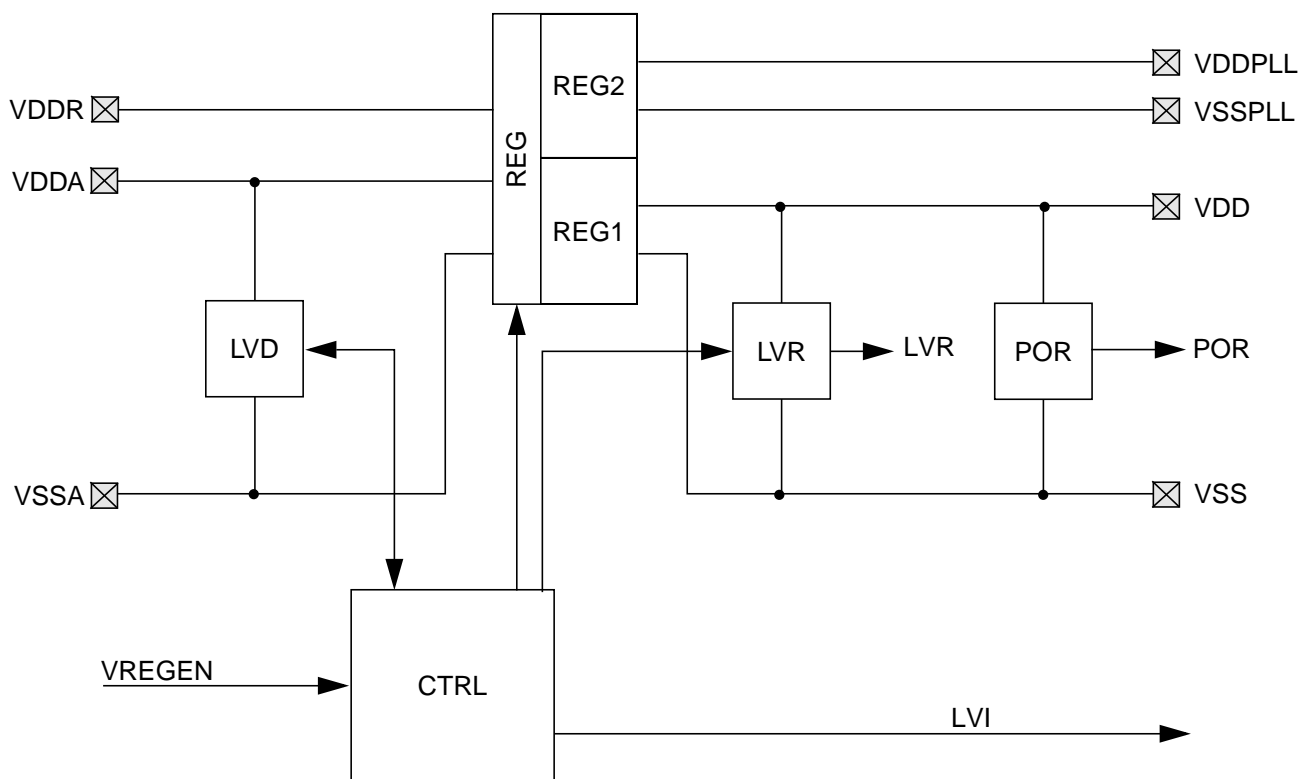 VDDPLL
REG2
VDDR
VSSPLL
REG
VDDA
VDD
REG1
LVD
LVR
LVR
POR
POR
VSSA
VSS
VREGEN
CTRL
LVI